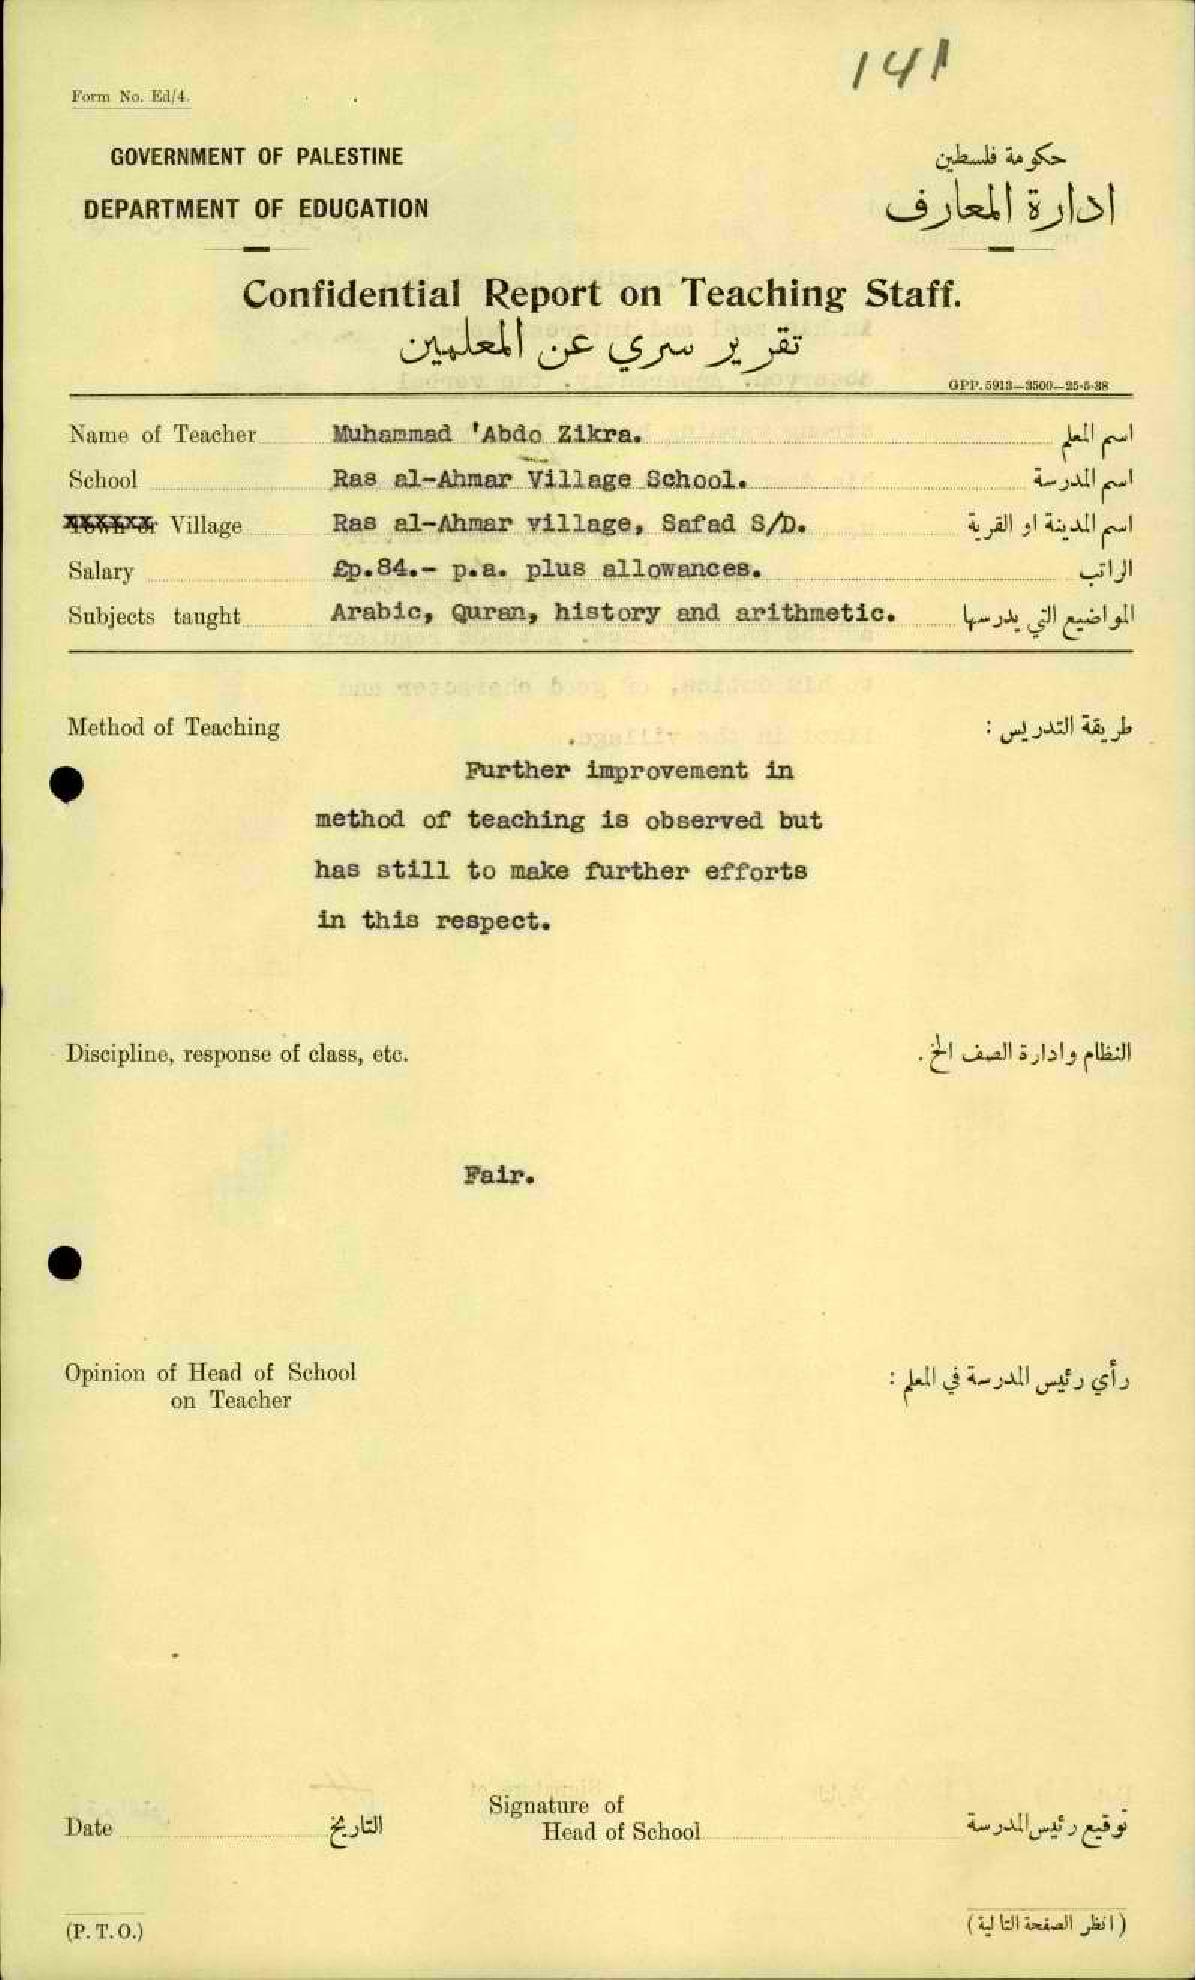 141
Form No. Ed/4.
GOVERNMENT OF PALESTINE
حكومة فلسطين
DEPARTMENT OF EDUCATION
ادارة المعارف
Confidential Report on Teaching Staff.
تقرير سري عن المعلمين
GPP. 5913—3500—25-5-38
Name of Teacher Muhammad 'Abdo Zikra. اسم المعلم
School Ras al-Ahmar Village School. اسم المدرسة
Town or Village Ras al-Ahmar village, Safad S/D. اسم المدينة او القرية
Salary £p.84.- p.a. plus allowances. الراتب
Subjects taught Arabic, Quran, history and arithmetic. المواضيع التي يدرسها
Method of Teaching طريقة التدريس :
Further improvement in
method of teaching is observed but
has still to make further efforts
in this respect.
Discipline, response of class, etc. النظام وادارة الصف الخ .
Fair.
Opinion of Head of School رأي رئيس المدرسة في المعلم :
on Teacher
Signature of
Date التاريخ Head of School توقيع رئيس المدرسة
(P. T. O.) (انظر الصفحة التالية)